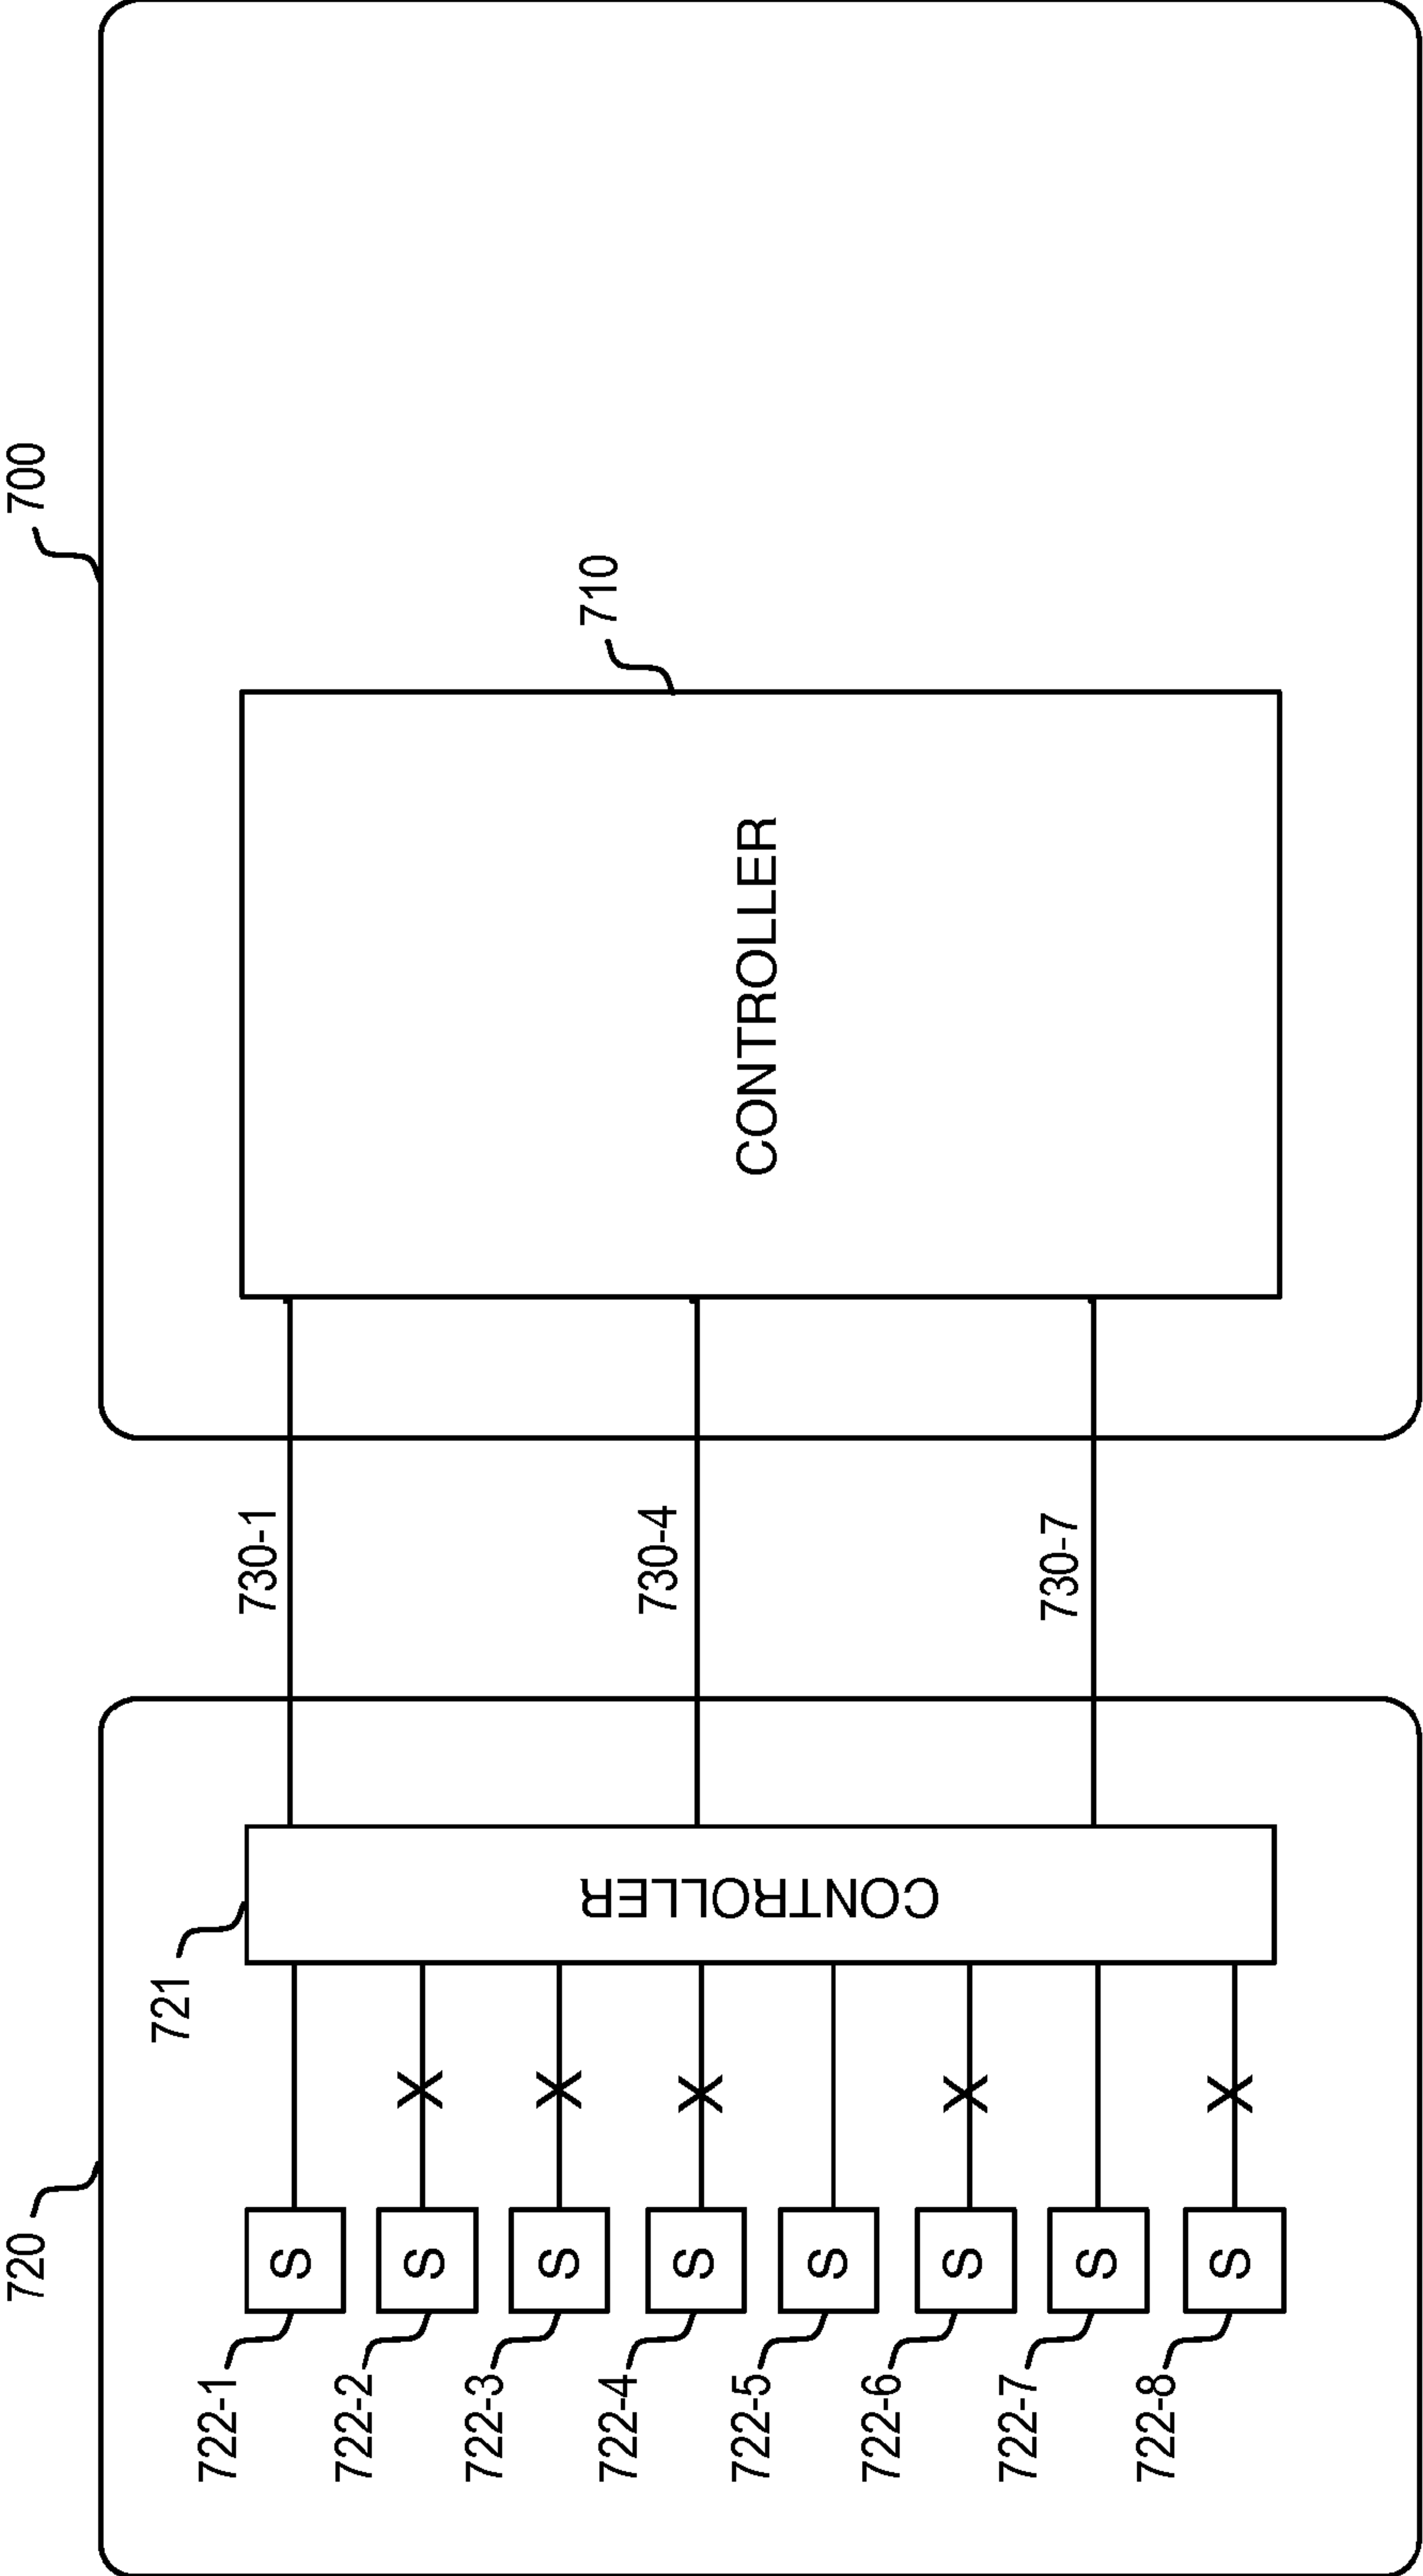 720
721
722-1
S
722-2
S
722-3
S
722-4
S
722-5
S
722-6
S
722-7
S
722-8
S
X
X
X
X
X
CONTROLLER
730-1
730-4
730-7
700
710
CONTROLLER